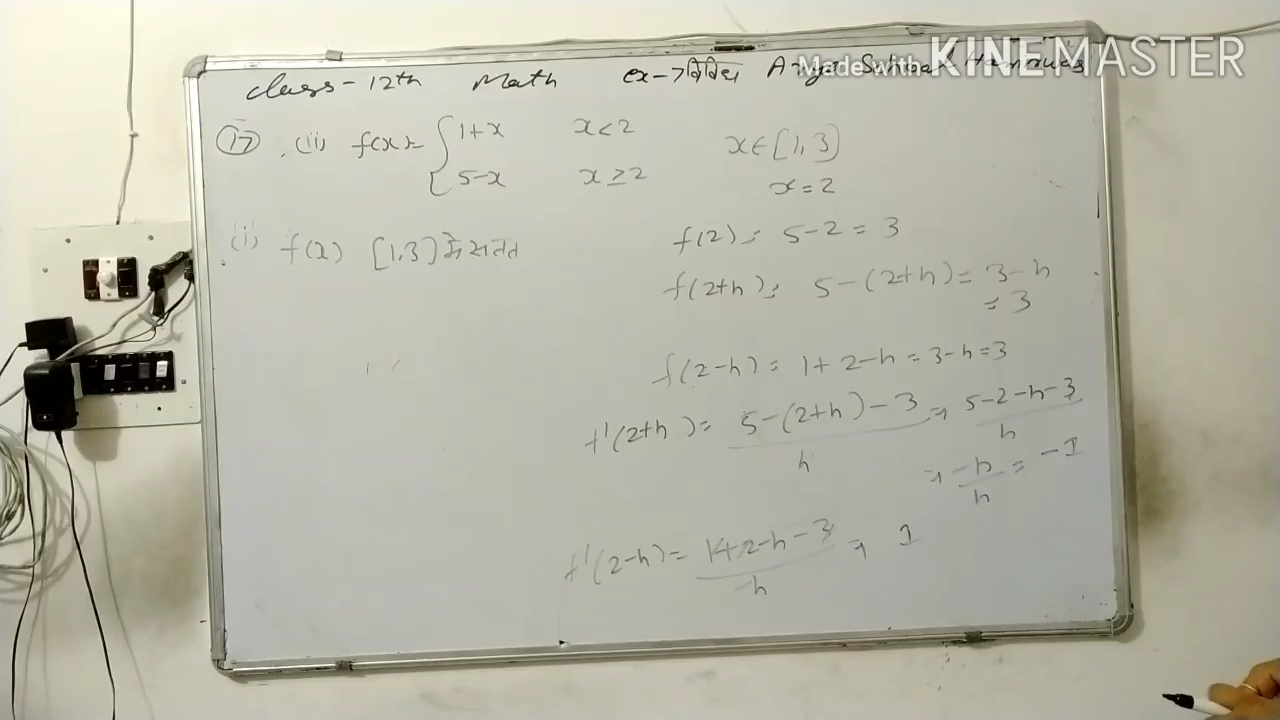 Class-12th Math ex-7विविध School
Made with KINEMASTER
(17) (ii) f(x)= { 1+x x<2
5-x x≥2
x∈[1,3]
x=2
(i) f(x) [1,3] में सतत
f(2)= 5-2=3
f(2+h)= 5-(2+h)= 3-h
=3
f(2-h)= 1+2-h=3-h=3
f'(2+h)= 5-(2+h)-3/h ⇒ 5-2-h-3/h
⇒ -h/h = -1
f'(2-h)= 1+2-h-3/-h ⇒ 1